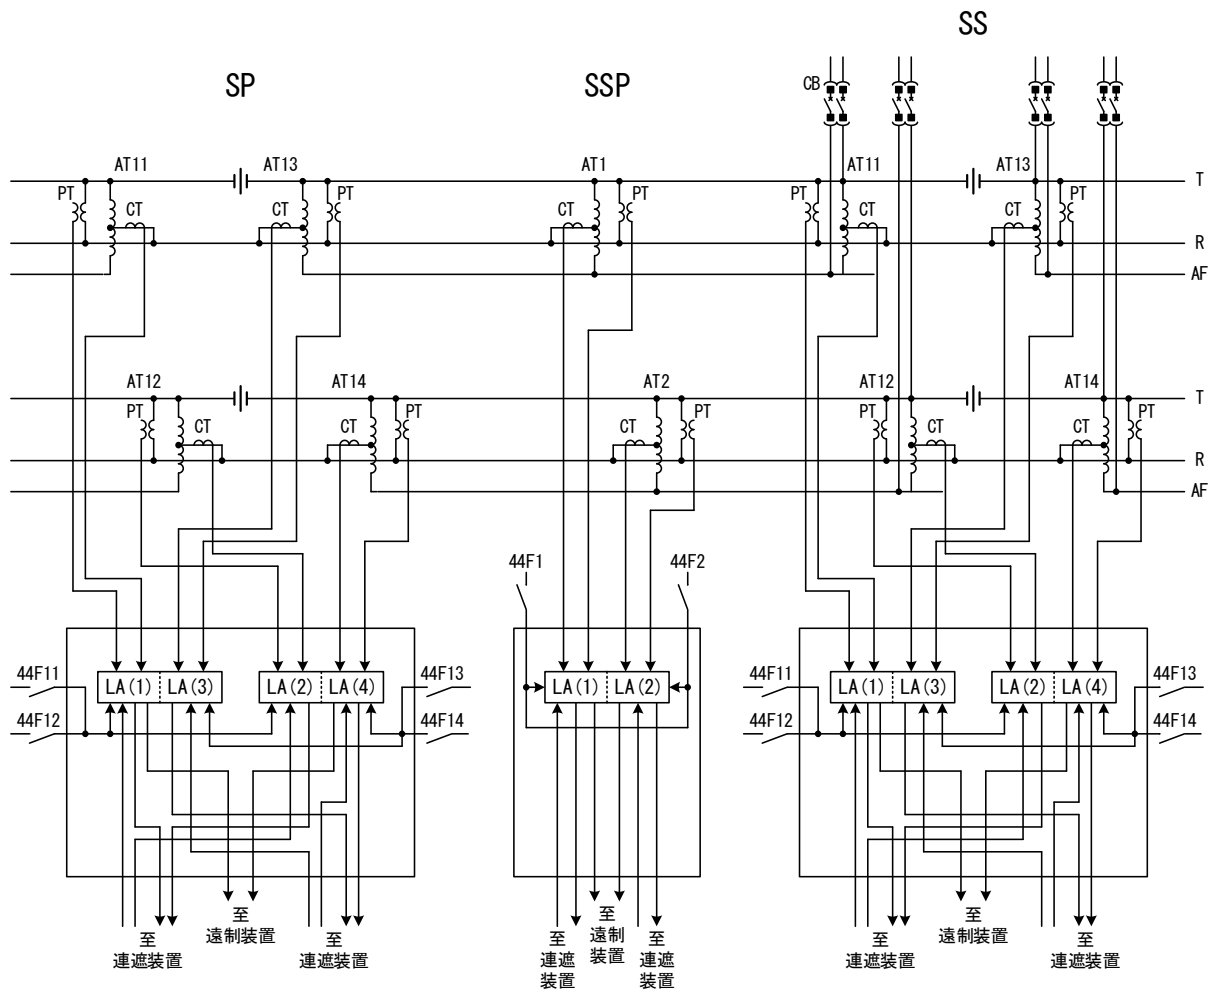 SS
SP
SSP
CB
AT11
AT13
AT1
AT11
AT13
T
PT
CT
CT
PT
CT
PT
PT
CT
CT
PT
R
AF
AT12
AT14
AT2
AT12
AT14
T
PT
CT
CT
PT
CT
PT
PT
CT
CT
PT
R
AF
44F1
44F2
44F11
LA(1)
LA(3)
LA(2)
LA(4)
44F13
LA(1)
LA(2)
44F11
LA(1)
LA(3)
LA(2)
LA(4)
44F13
44F12
44F14
44F12
44F14
至
連遮装置
至
遠制装置
至
連遮装置
至
連遮
装置
至
遠制
装置
至
連遮
装置
至
連遮装置
至
遠制装置
至
連遮装置